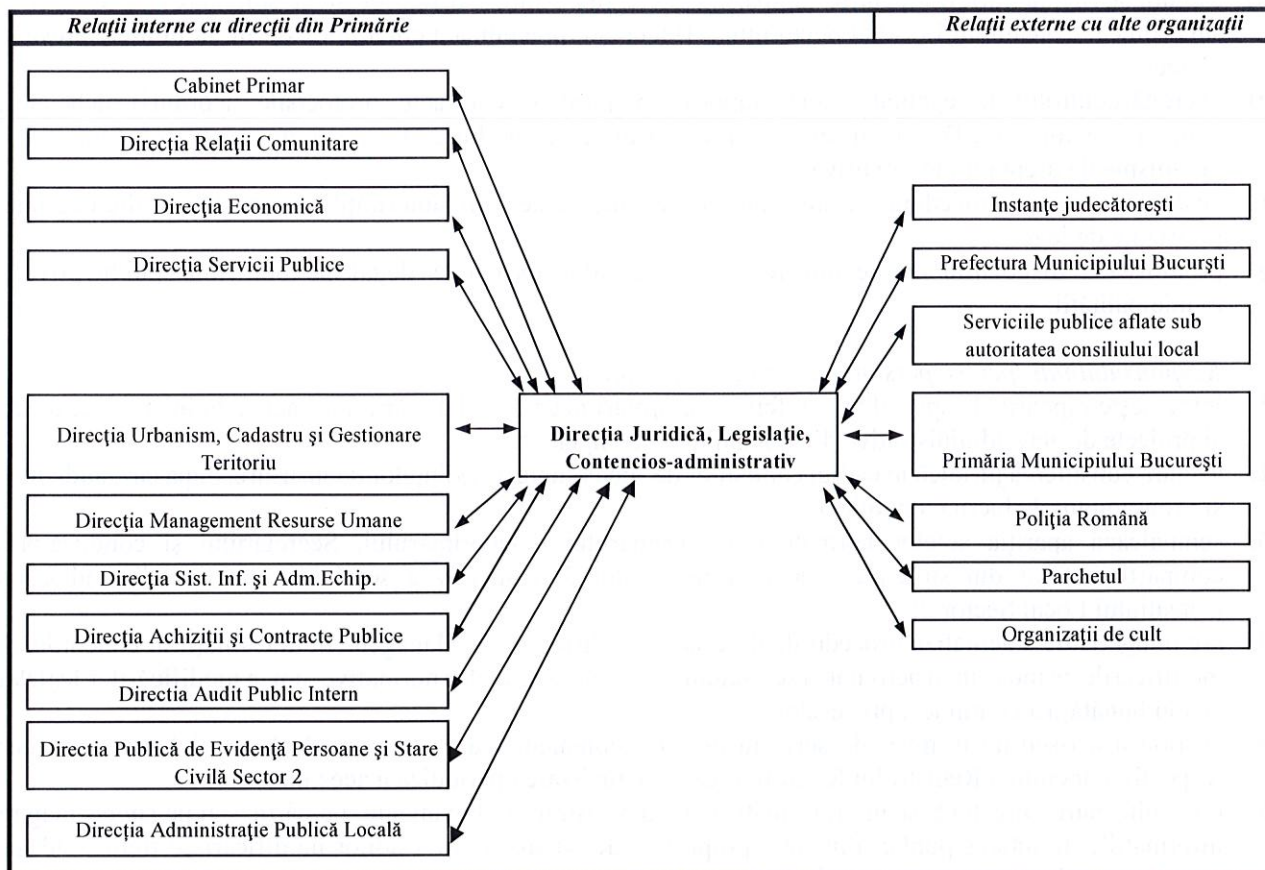 Relaţii interne cu direcţii din Primărie
Relaţii externe cu alte organizaţii
Cabinet Primar
Direcţia Relaţii Comunitare
Direcţia Economică
Direcţia Servicii Publice
Direcţia Urbanism, Cadastru şi Gestionare
Teritoriu
Direcţia Management Resurse Umane
Direcţia Sist. Inf. şi Adm.Echip.
Direcţia Achiziţii şi Contracte Publice
Directia Audit Public Intern
Directia Publică de Evidenţă Persoane şi Stare
Civilă Sector 2
Direcţia Administraţie Publică Locală
Direcţia Juridică, Legislaţie,
Contencios-administrativ
Instanţe judecătoreşti
Prefectura Municipiului Bucurşti
Serviciile publice aflate sub
autoritatea consiliului local
Primăria Municipiului Bucureşti
Poliţia Română
Parchetul
Organizaţii de cult